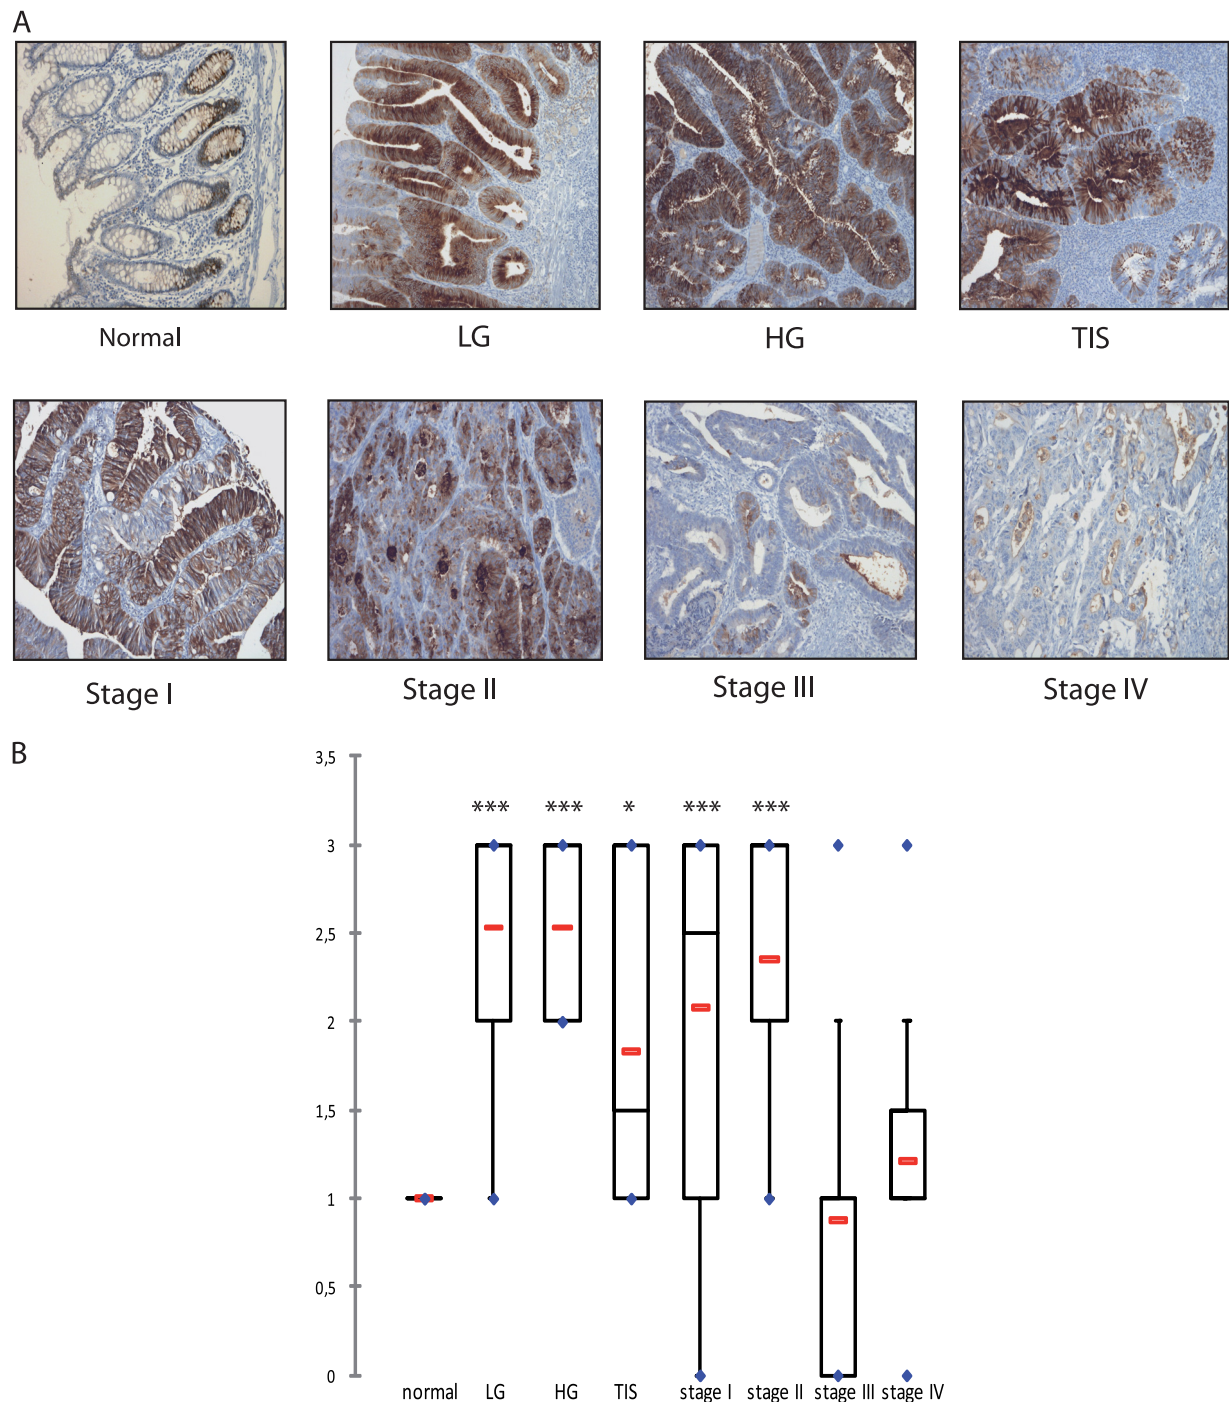 A
Normal
LG
HG
TIS
Stage I
Stage II
Stage III
Stage IV
B
3,5
*** *** * *** ***
3
2,5
2
1,5
1
0,5
0
normal LG HG TIS stage I stage II stage III stage IV